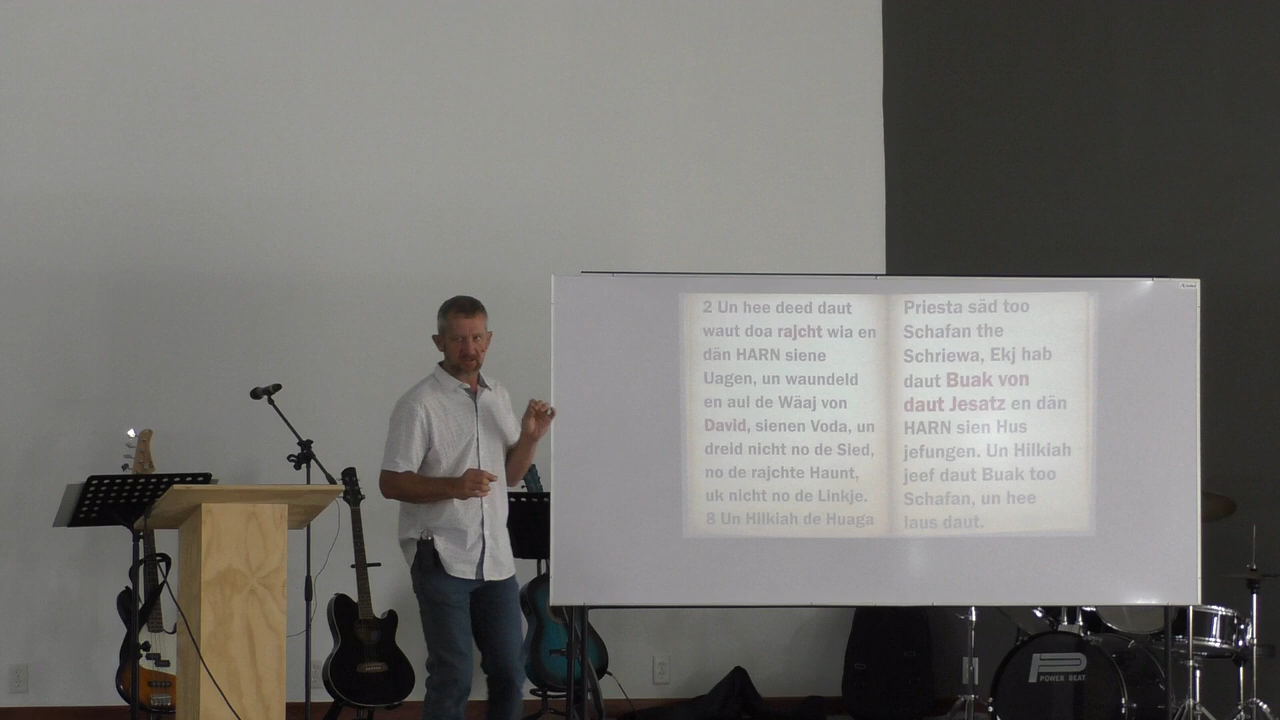 2 Un hee deed daut
waut doa rajcht wia en
dän HARN siene
Uagen, un waundeld
en aul de Wäaj von
David, sienen Voda, un
dreid nicht no de Sied,
no de rajchte Haunt,
uk nicht no de Linkje.
8 Un Hilkiah de Huaga
Priesta säd too
Schafan the
Schriewa, Ekj hab
daut Buak von
daut Jesatz en dän
HARN sien Hus
jefungen. Un Hilkiah
jeef daut Buak too
Schafan, un hee
laus daut.
P
POWER BEAT